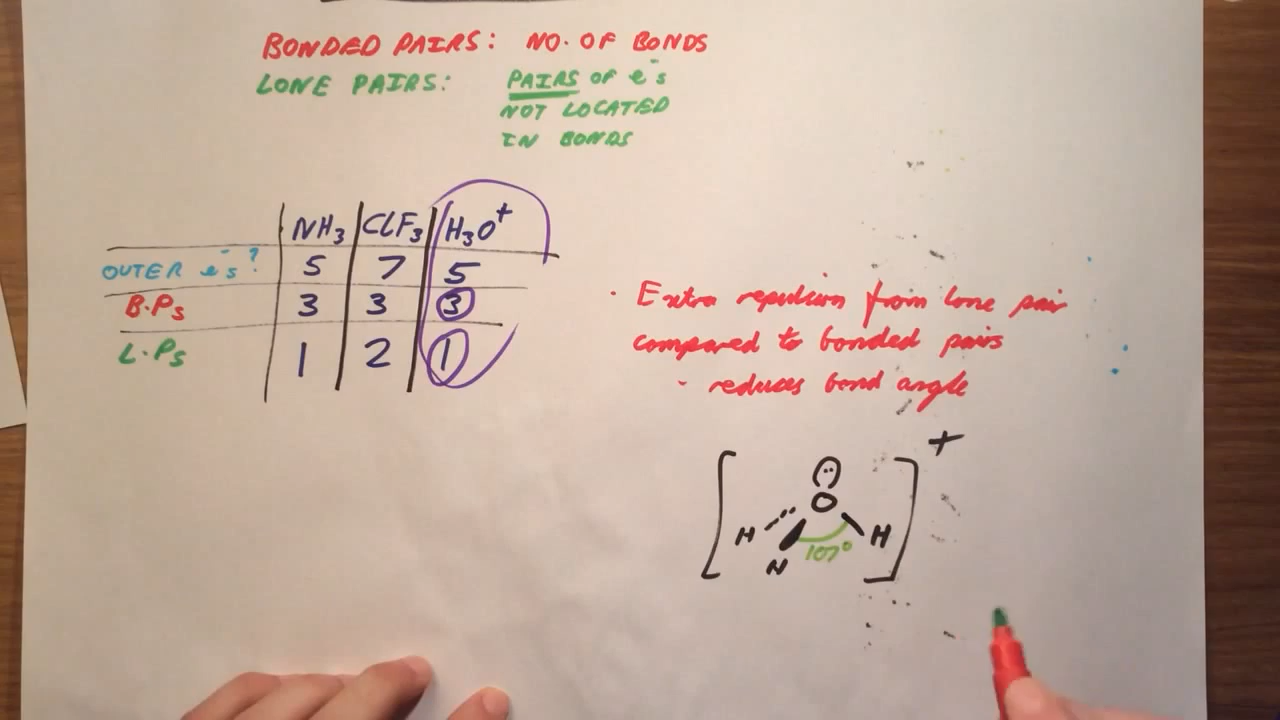 BONDED PAIRS: NO. OF BONDS
LONE PAIRS: PAIRS OF e⁻s
NOT LOCATED
IN BONDS
NH₃ CLF₃ H₃O⁺
OUTER e⁻s? 5 7 5
B.Ps 3 3 3
L.Ps 1 2 1
· Extra repulsion from lone pair
compared to bonded pairs
· reduces bond angle
+
O
H H
107°
N